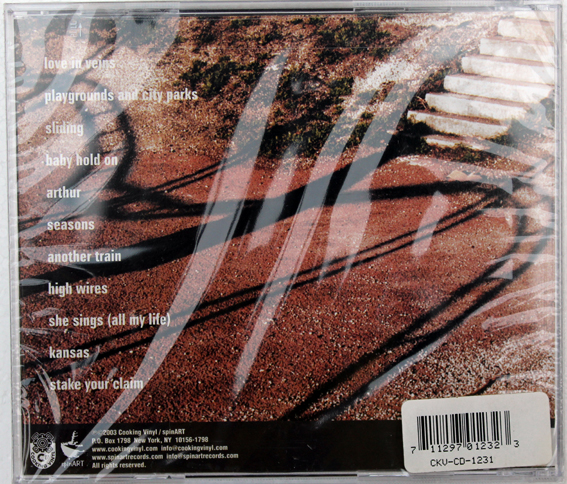 love in veins
playgrounds and city parks
sliding
baby hold on
arthur
seasons
another train
high wires
she sings (all my life)
kansas
stake your claim
spinART
2003 Cooking Vinyl / spinART
P.O. Box 1798 New York, NY 10156-1798
www.cookingvinyl.com info@cookingvinyl.com
www.spinartrecords.com info@spinartrecords.com
All rights reserved.
7 11297 01232 3
CKV-CD-1231